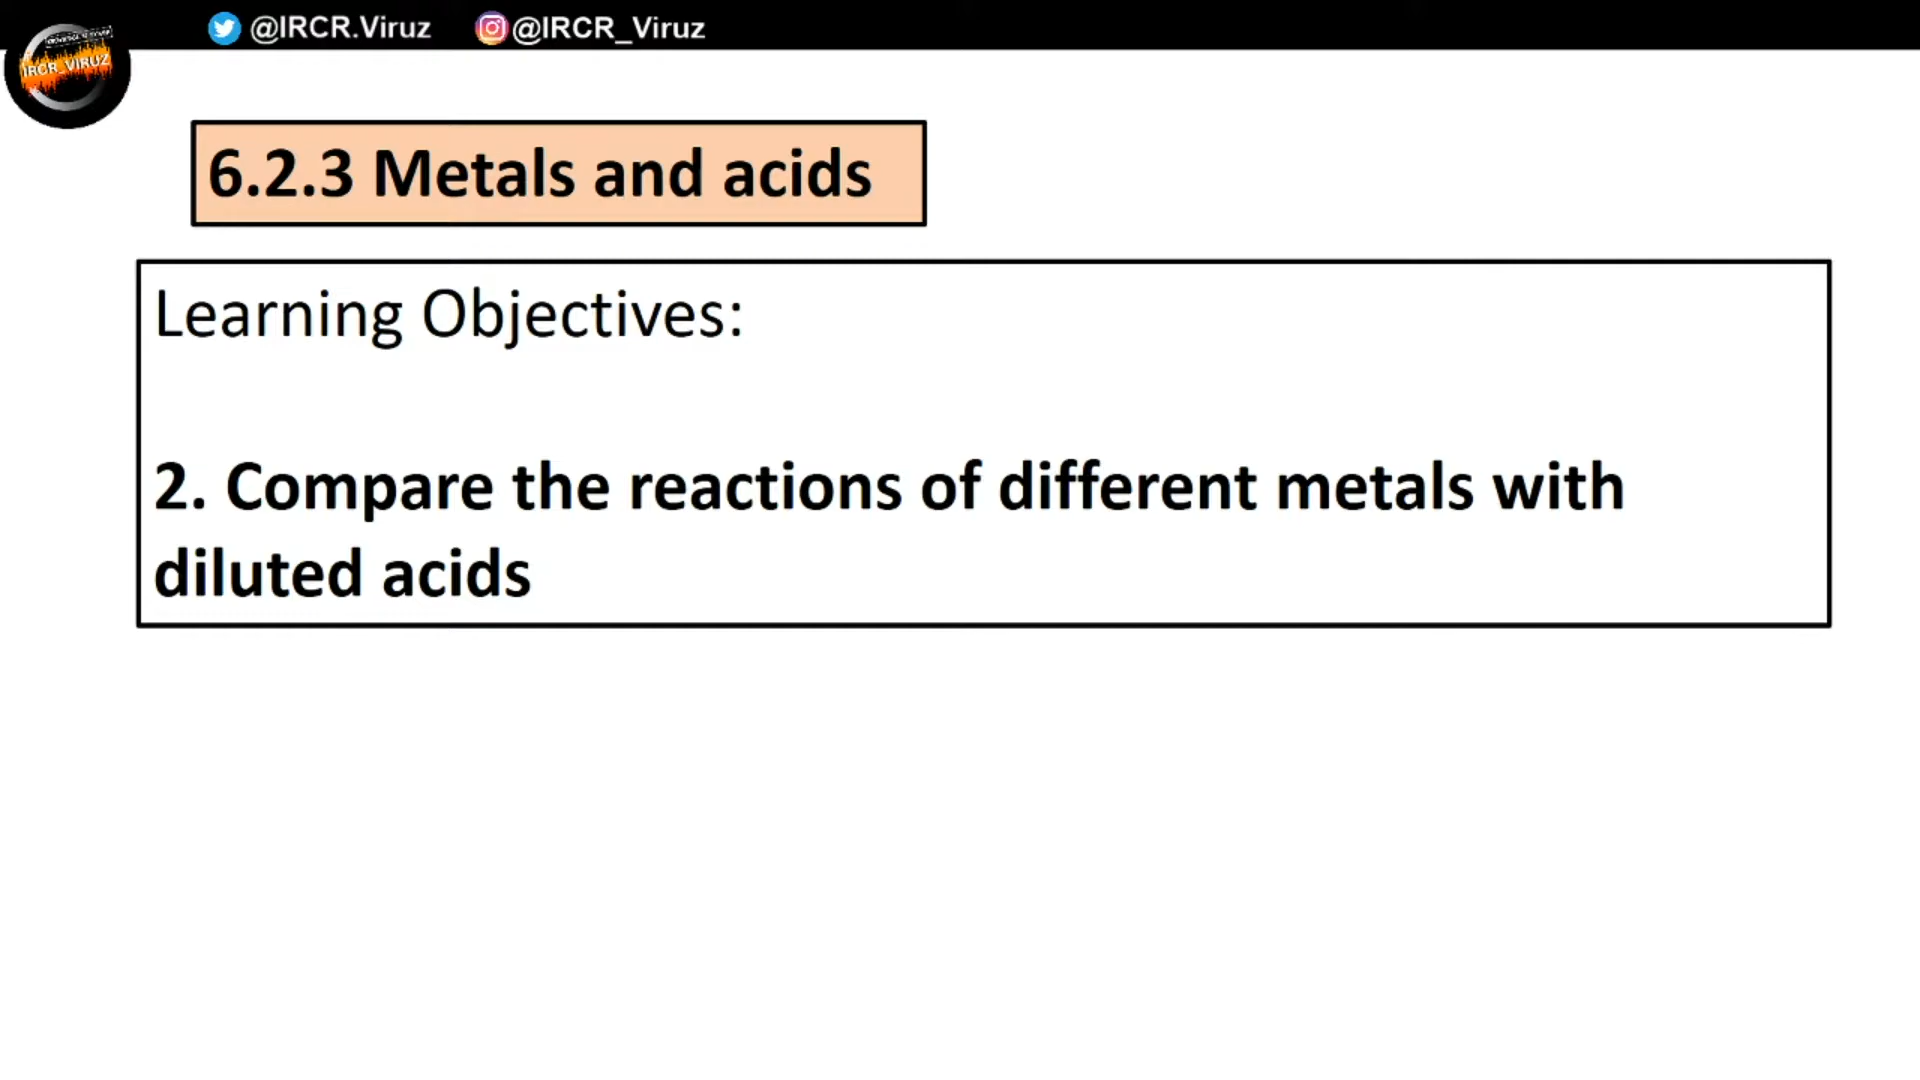 @IRCR.Viruz @IRCR_Viruz
IRCR_VIRUZ
6.2.3 Metals and acids
Learning Objectives:
2. Compare the reactions of different metals with
diluted acids